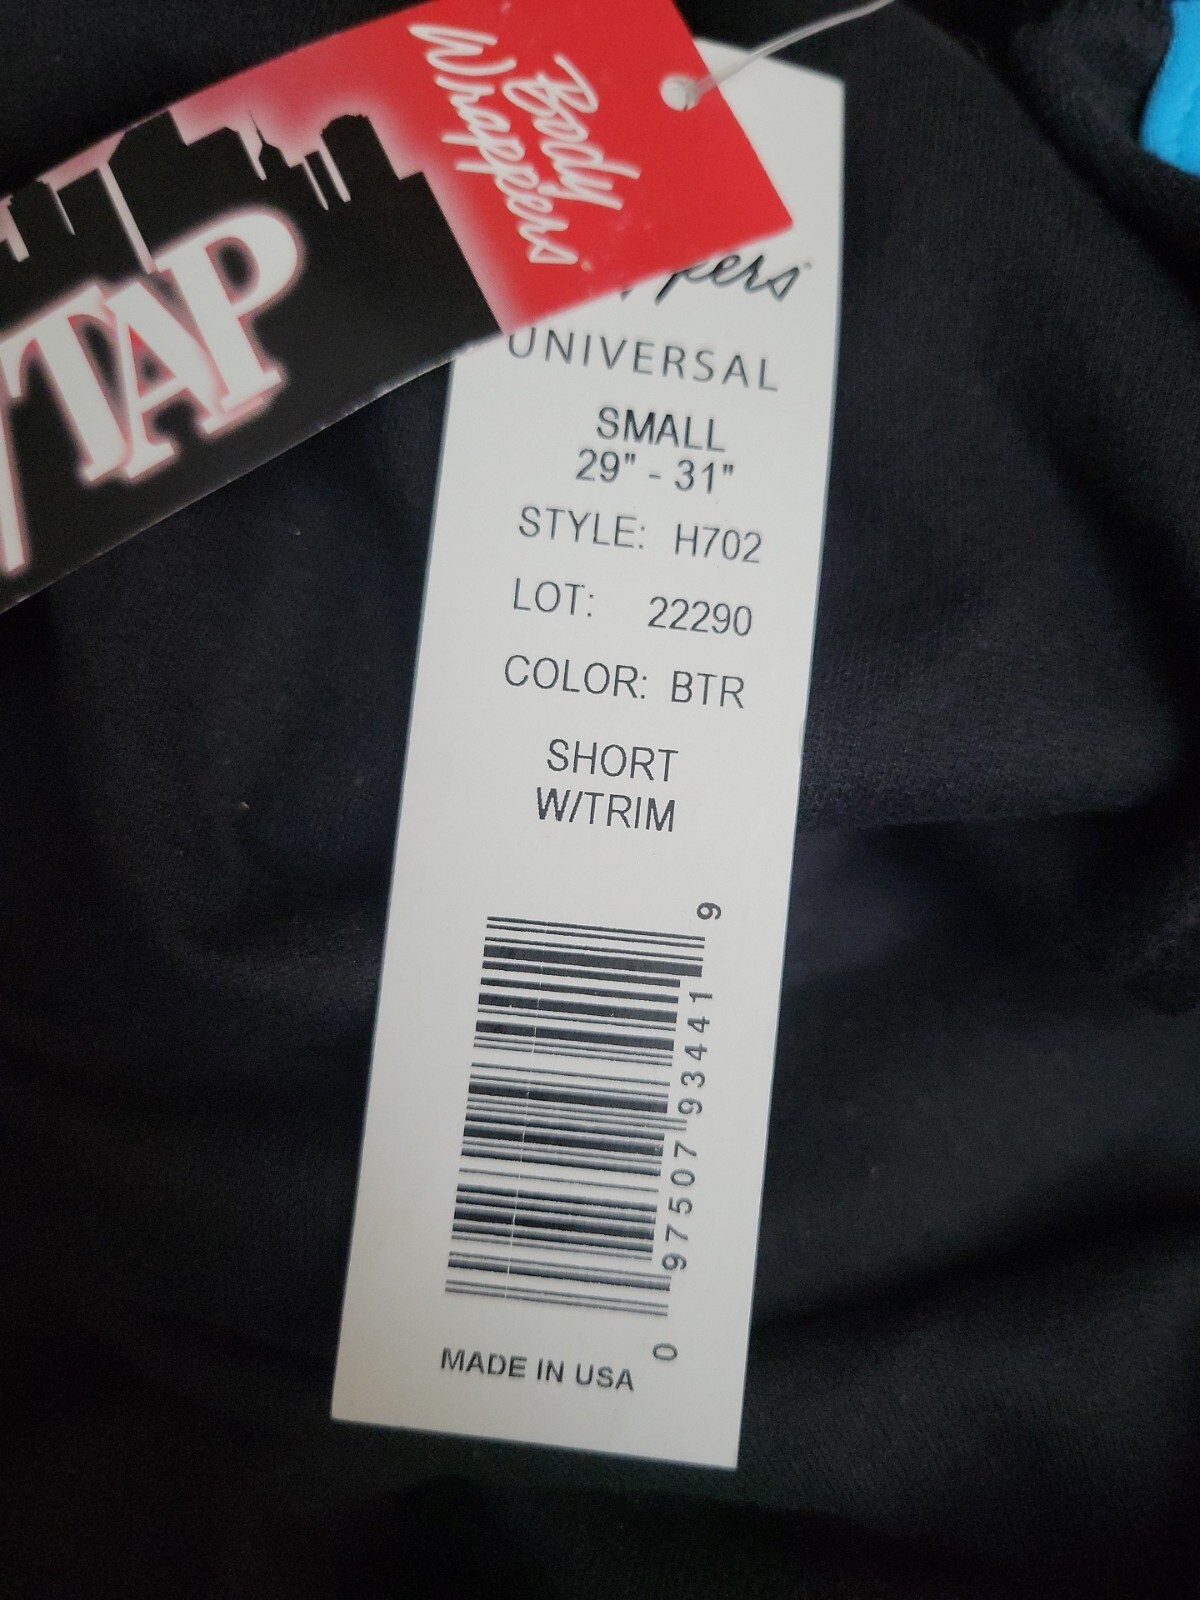 Body
Wrappers
TAP
UNIVERSAL
SMALL
29" - 31"
STYLE: H702
LOT: 22290
COLOR: BTR
SHORT
W/TRIM
0 97507 93441 9
MADE IN USA